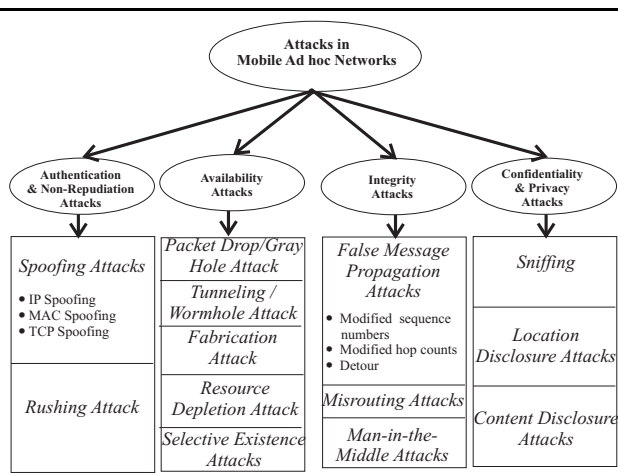 Attacks in
Mobile Ad hoc Networks
Authentication
& Non-Repudiation
Attacks
Availability
Attacks
Integrity
Attacks
Confidentiality
& Privacy
Attacks
Spoofing Attacks
• IP Spoofing
• MAC Spoofing
• TCP Spoofing
Rushing Attack
Packet Drop/Gray
Hole Attack
Tunneling /
Wormhole Attack
Fabrication
Attack
Resource
Depletion Attack
Selective Existence
Attacks
False Message
Propagation
Attacks
• Modified sequence
numbers
• Modified hop counts
• Detour
Misrouting Attacks
Man-in-the-
Middle Attacks
Sniffing
Location
Disclosure Attacks
Content Disclosure
Attacks